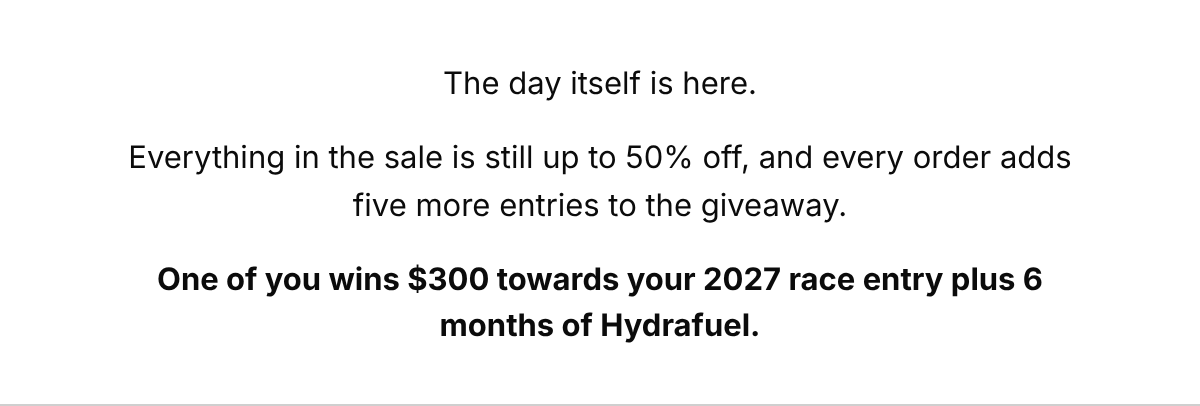 The day itself is here.
Everything in the sale is still up to 50% off, and every order adds
five more entries to the giveaway.
One of you wins $300 towards your 2027 race entry plus 6
months of Hydrafuel.